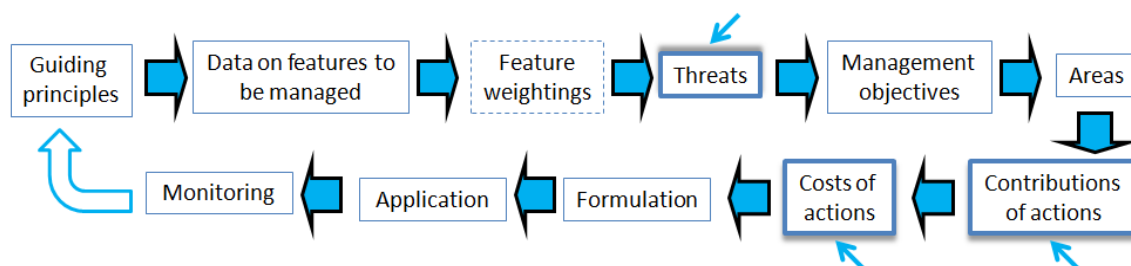 Guiding
principles
Data on features to
be managed
Feature
weightings
Threats
Management
objectives
Areas
Contributions
of actions
Costs of
actions
Formulation
Application
Monitoring